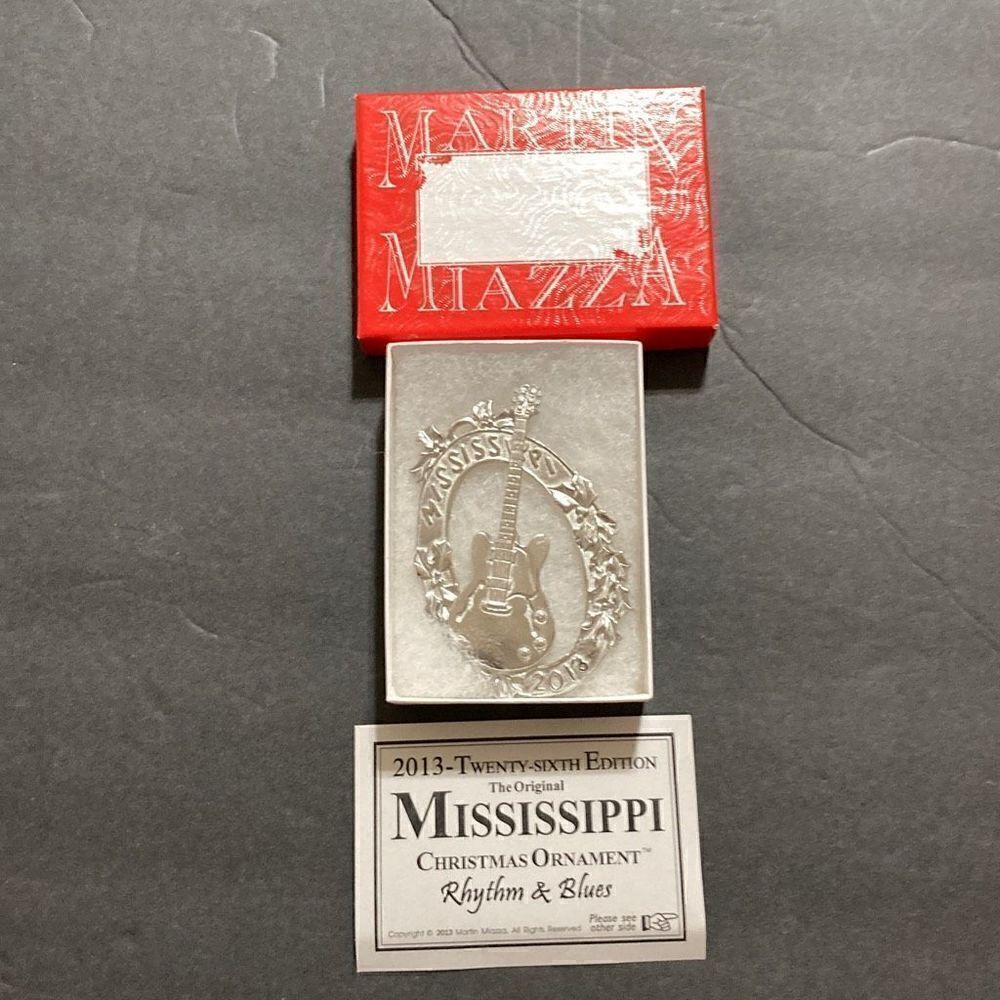 MARTIN
MIAZZA
MISSISSIPPI
2013
2013-TWENTY-SIXTH EDITION
The Original
MISSISSIPPI
CHRISTMAS ORNAMENT™
Rhythm & Blues
Please see
other side
Copyright © 2013 Martin Miazza, All Rights Reserved